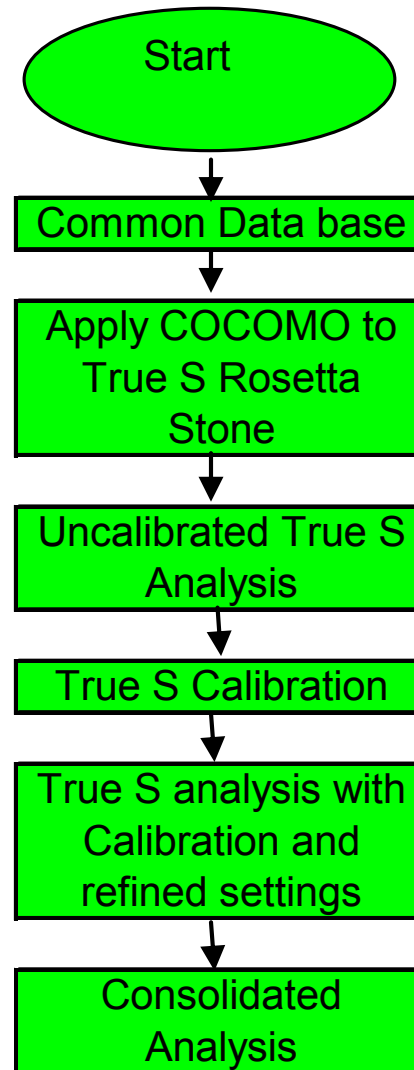 Start
Common Data base
Apply COCOMO to
True S Rosetta
Stone
Uncalibrated True S
Analysis
True S Calibration
True S analysis with
Calibration and
refined settings
Consolidated
Analysis